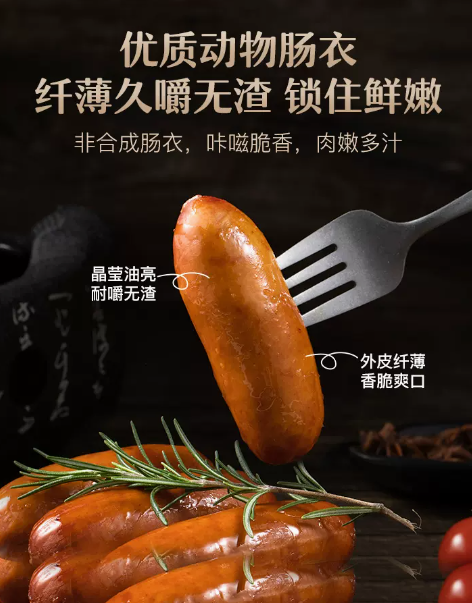 优质动物肠衣
纤薄久嚼无渣 锁住鲜嫩
非合成肠衣，咔嗞脆香，肉嫩多汁
晶莹油亮
耐嚼无渣
外皮纤薄
香脆爽口